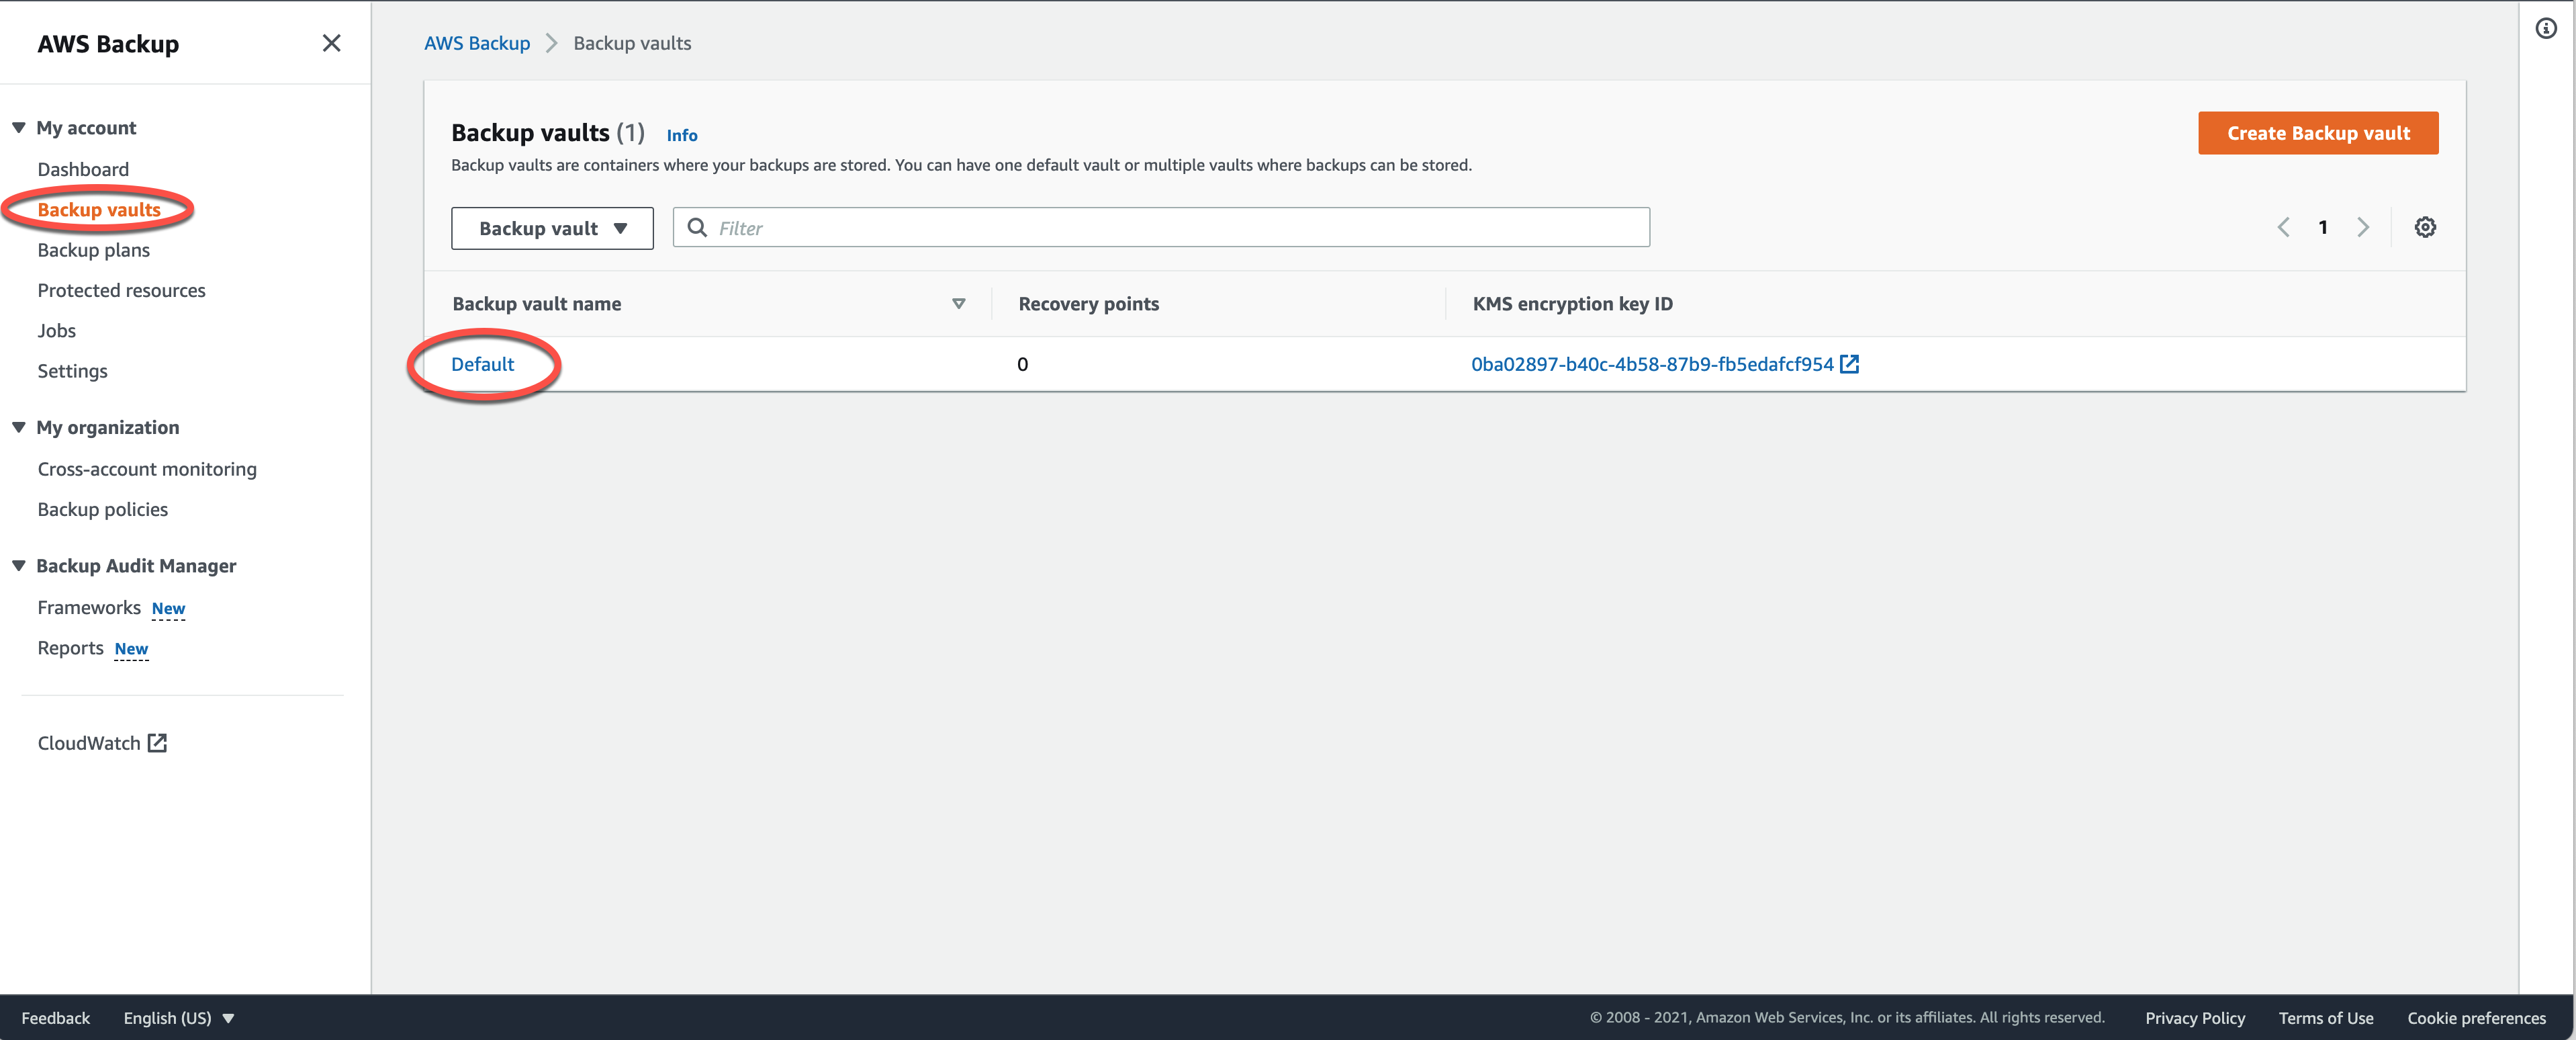 AWS Backup
My account
Dashboard
Backup vaults
Backup plans
Protected resources
Jobs
Settings
My organization
Cross-account monitoring
Backup policies
Backup Audit Manager
Frameworks New
Reports New
CloudWatch
AWS Backup > Backup vaults
Backup vaults (1) Info
Create Backup vault
Backup vaults are containers where your backups are stored. You can have one default vault or multiple vaults where backups can be stored.
Backup vault Filter 1
Backup vault name Recovery points KMS encryption key ID
Default 0 0ba02897-b40c-4b58-87b9-fb5edafcf954
Feedback English (US) © 2008 - 2021, Amazon Web Services, Inc. or its affiliates. All rights reserved. Privacy Policy Terms of Use Cookie preferences